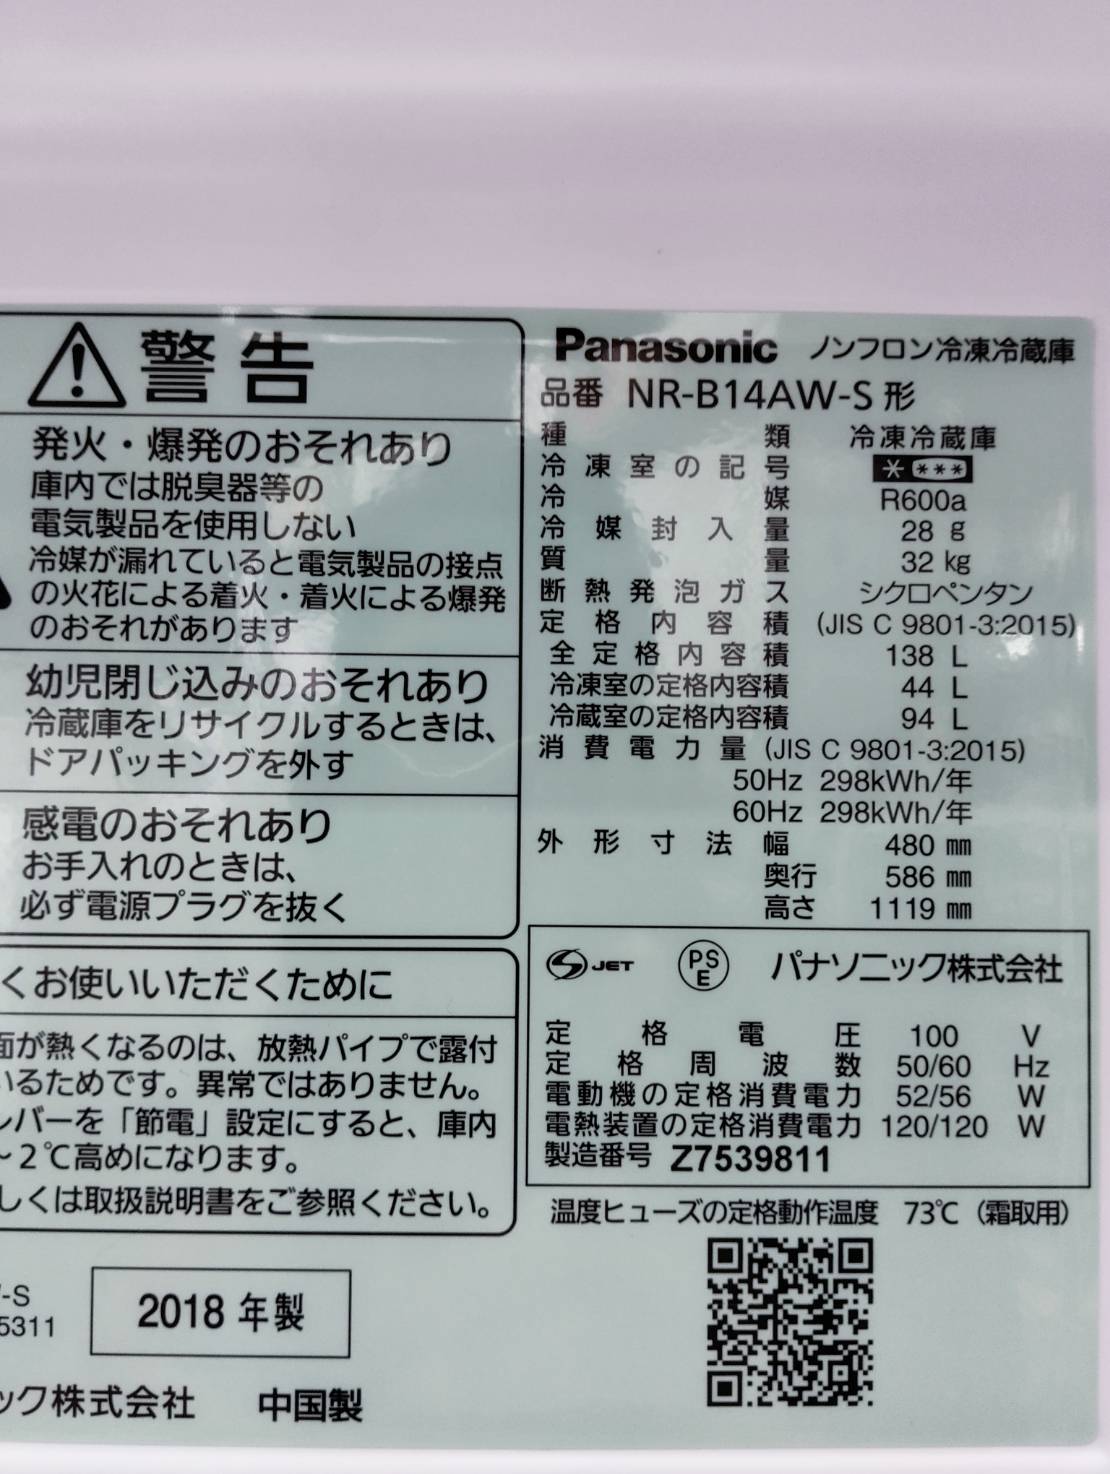 警告
発火・爆発のおそれあり
庫内では脱臭器等の
電気製品を使用しない
冷媒が漏れていると電気製品の接点
の火花による着火・着火による爆発
のおそれがあります
幼児閉じ込みのおそれあり
冷蔵庫をリサイクルするときは、
ドアパッキングを外す
感電のおそれあり
お手入れのときは、
必ず電源プラグを抜く
くお使いいただくために
面が熱くなるのは、放熱パイプで露付
いるためです。異常ではありません。
バーを「節電」設定にすると、庫内
～2℃高めになります。
しくは取扱説明書をご参照ください。
-S
5311
2018年製
ック株式会社 中国製
Panasonic ノンフロン冷凍冷蔵庫
品番 NR-B14AW-S 形
種類 冷凍冷蔵庫
冷凍室の記号 * ***
冷媒 R600a
冷媒封入量 28 g
質量 32 kg
断熱発泡ガス シクロペンタン
定格内容積 (JIS C 9801-3:2015)
全定格内容積 138 L
冷凍室の定格内容積 44 L
冷蔵室の定格内容積 94 L
消費電力量 (JIS C 9801-3:2015)
50Hz 298kWh/年
60Hz 298kWh/年
外形寸法 幅 480 mm
奥行 586 mm
高さ 1119 mm
S JET PS E パナソニック株式会社
定格電圧 100 V
定格周波数 50/60 Hz
電動機の定格消費電力 52/56 W
電熱装置の定格消費電力 120/120 W
製造番号 Z7539811
温度ヒューズの定格動作温度 73℃（霜取用）